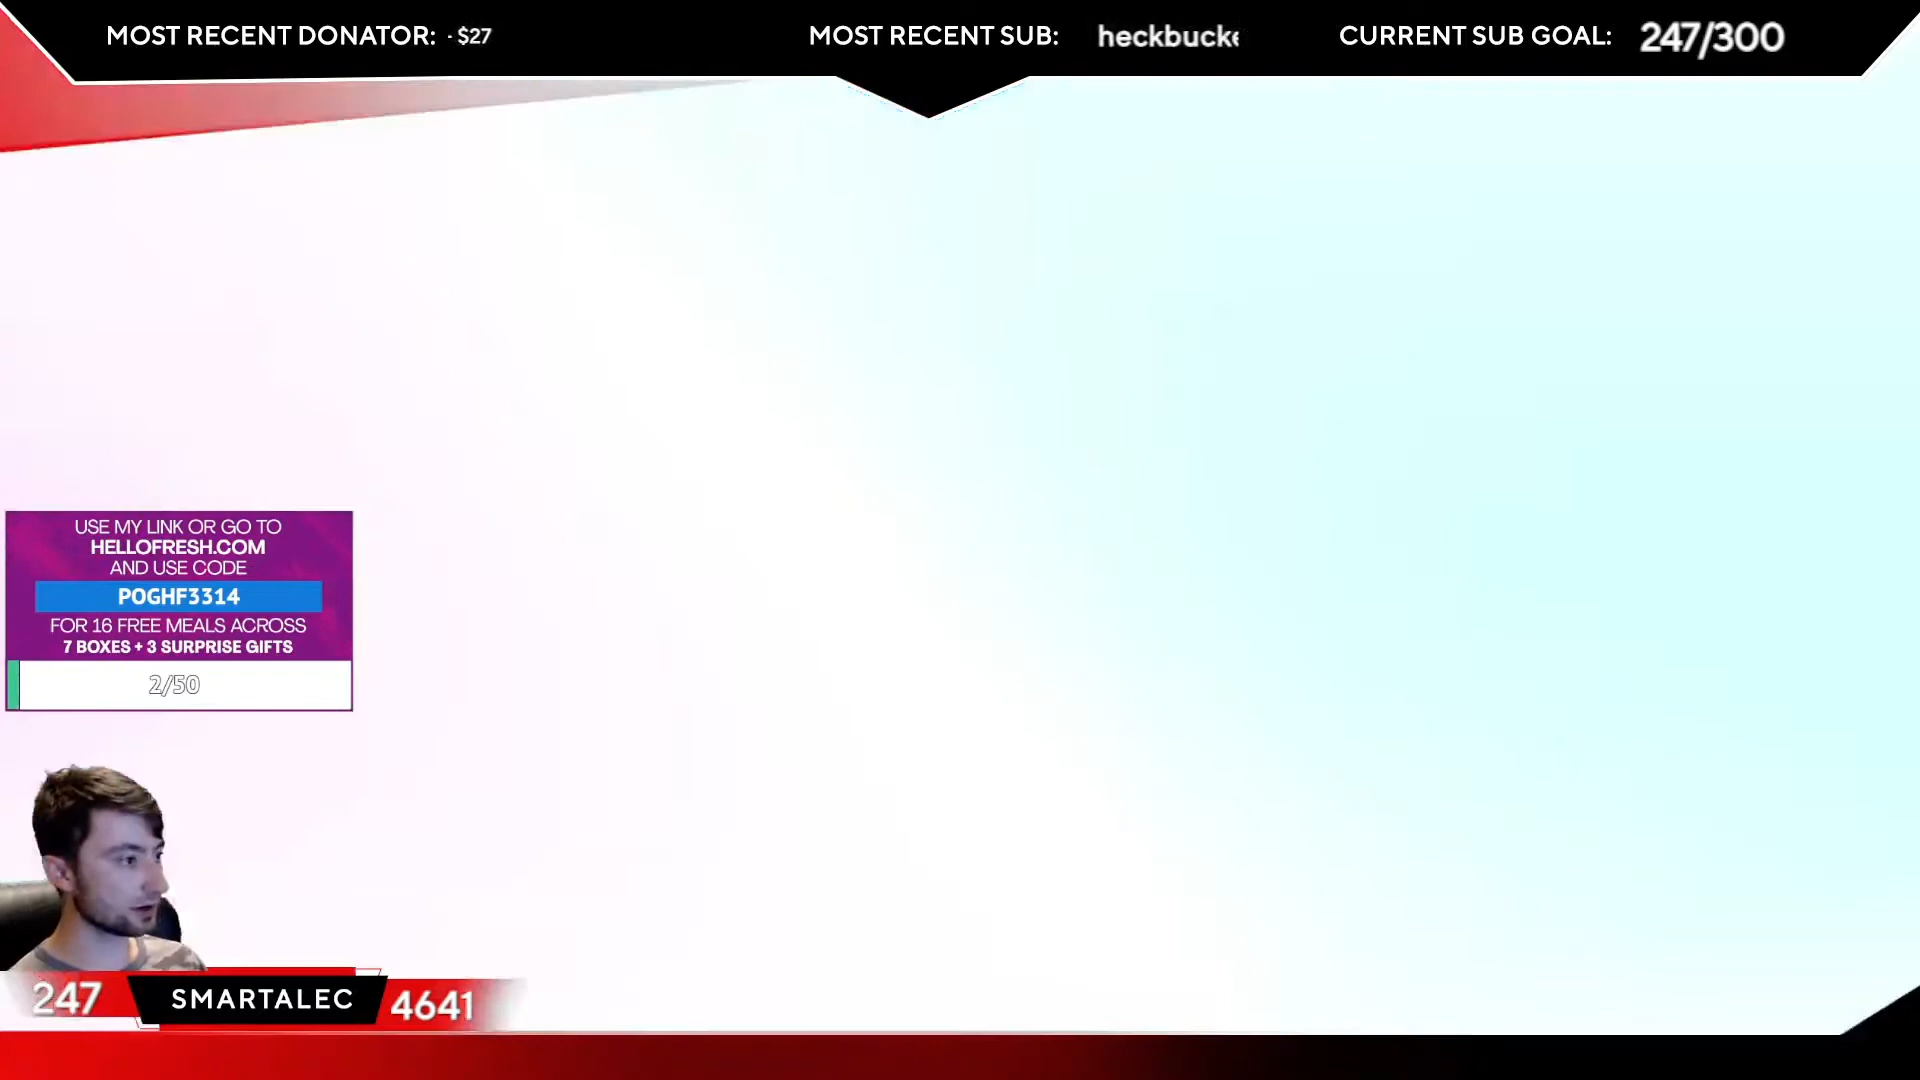 MOST RECENT DONATOR: - $27
MOST RECENT SUB: heckbucke
CURRENT SUB GOAL: 247/300
USE MY LINK OR GO TO
HELLOFRESH.COM
AND USE CODE
POGHF3314
FOR 16 FREE MEALS ACROSS
7 BOXES + 3 SURPRISE GIFTS
2/50
247 SMARTALEC 4641